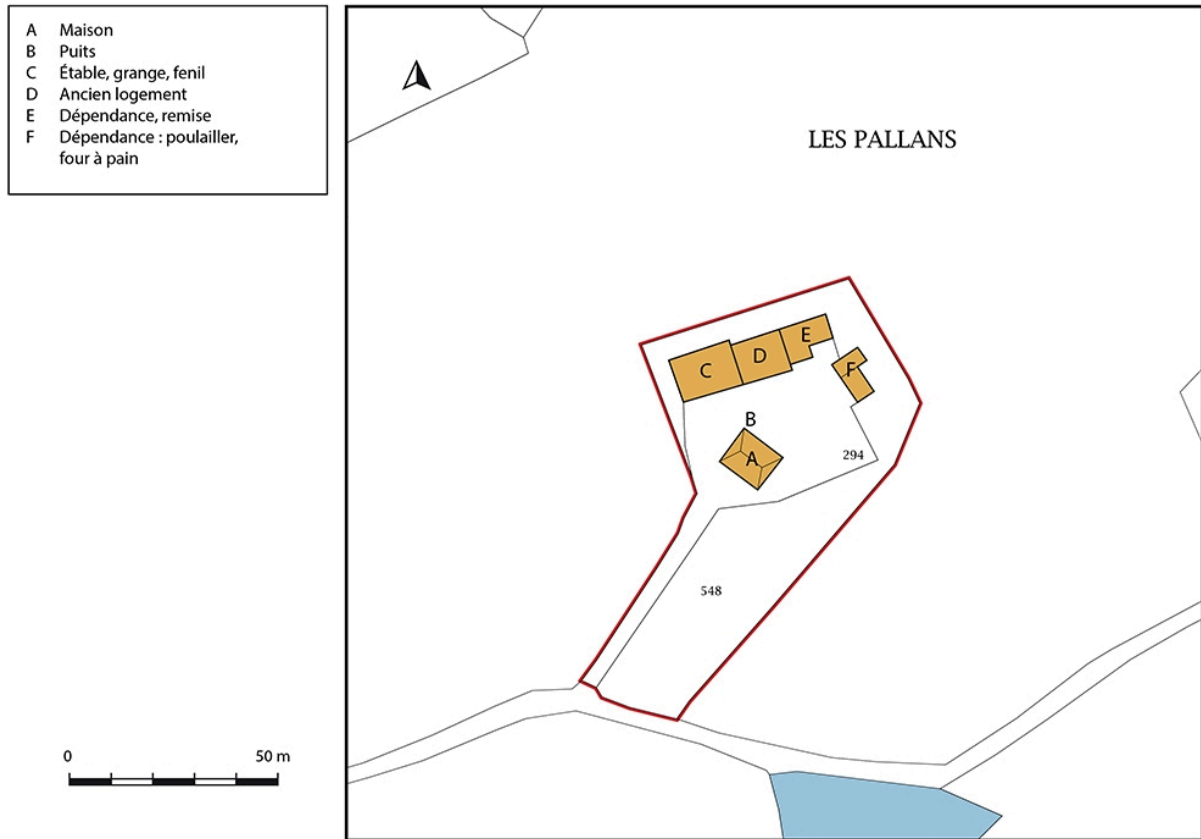 A Maison
B Puits
C Étable, grange, fenil
D Ancien logement
E Dépendance, remise
F Dépendance : poulailler,
four à pain
LES PALLANS
E
D
F
C
B
A
294
548
0 50 m